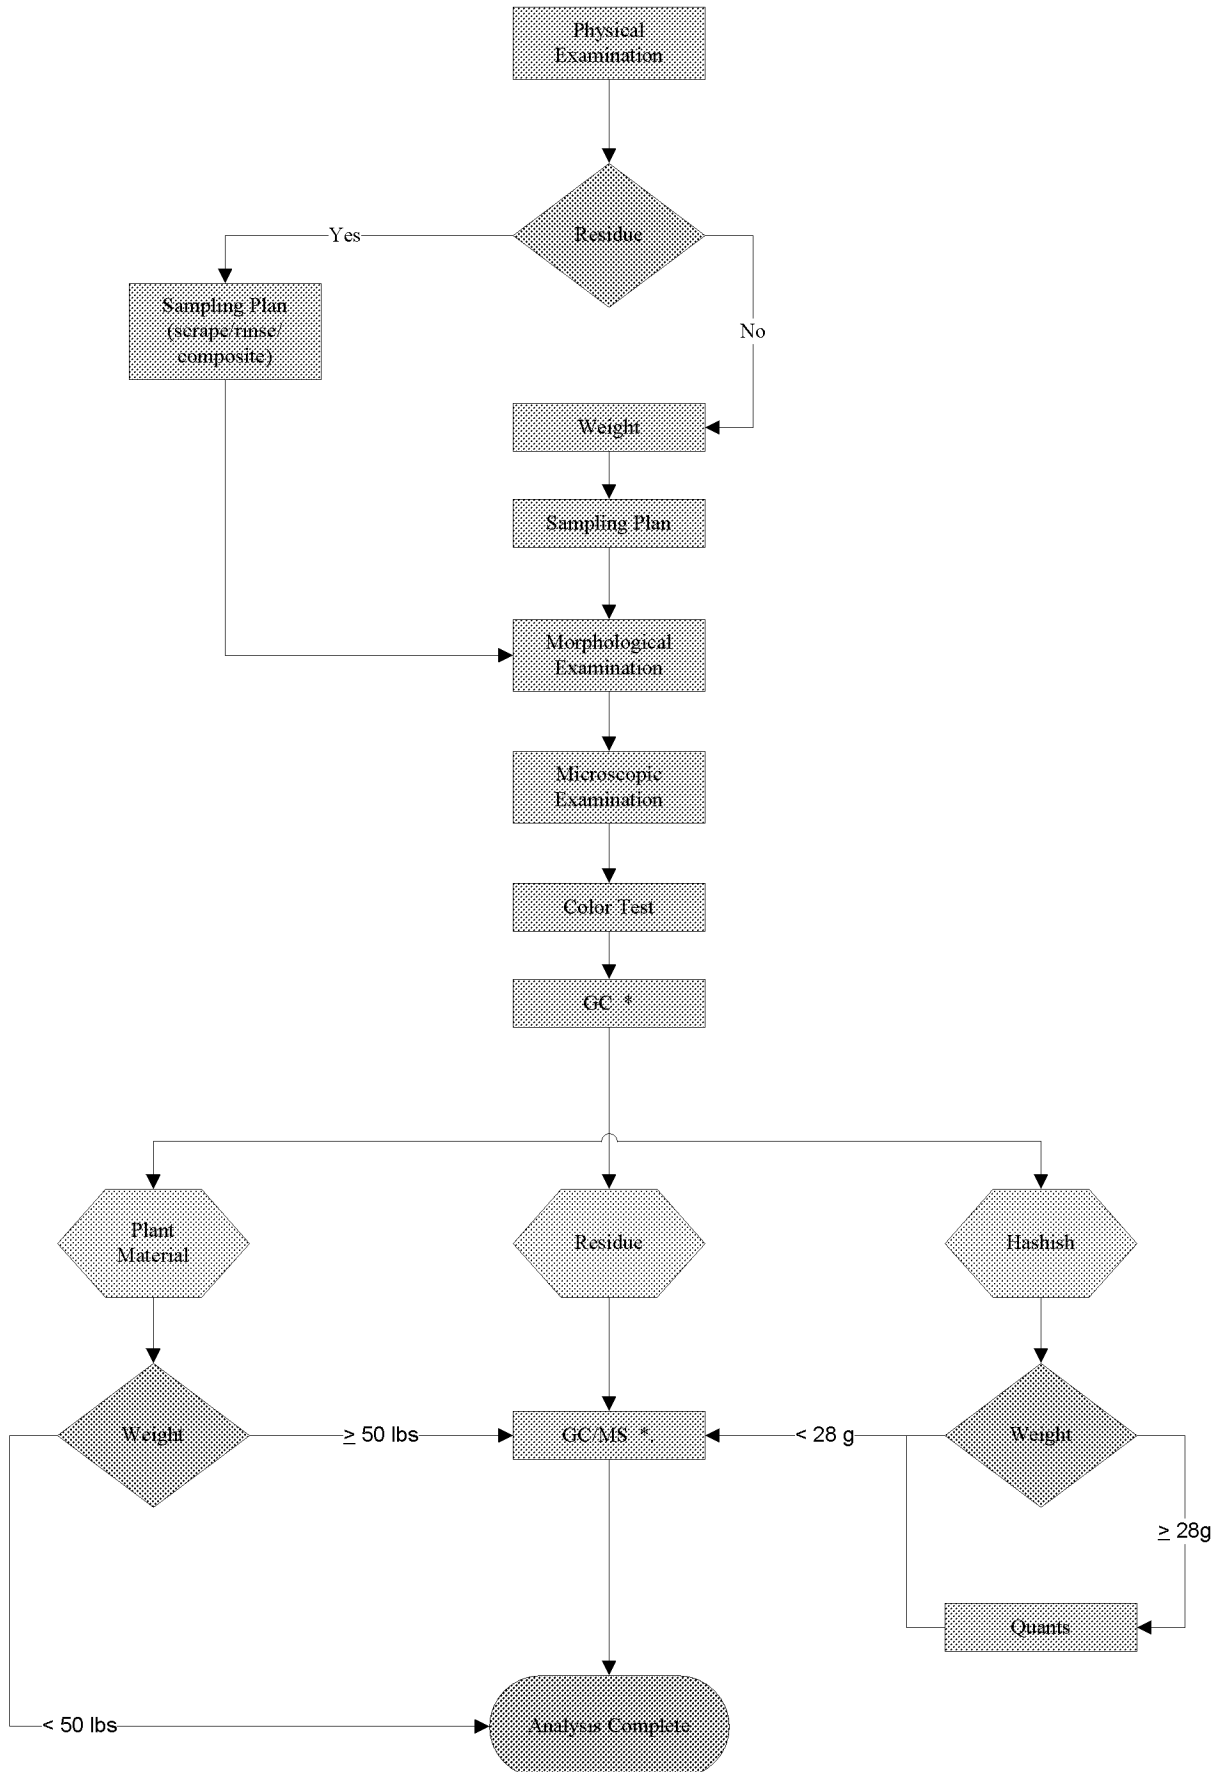 Physical
Examination
Residue
Yes
No
Sampling Plan
(scrape/rinse/
composite)
Weight
Sampling Plan
Morphological
Examination
Microscopic
Examination
Color Test
GC *
Plant
Material
Residue
Hashish
Weight
≥ 50 lbs
GC/MS *.
< 28 g
Weight
≥ 28g
Quants
< 50 lbs
Analysis Complete